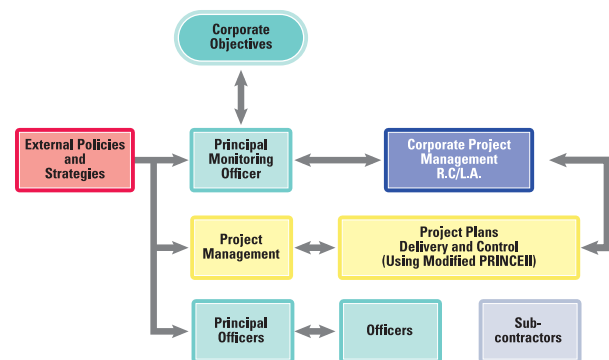 Corporate
Objectives
External Policies
and
Strategies
Principal
Monitoring
Officer
Corporate Project
Management
R.C/L.A.
Project
Management
Project Plans
Delivery and Control
(Using Modified PRINCEII)
Principal
Officers
Officers
Sub-
contractors